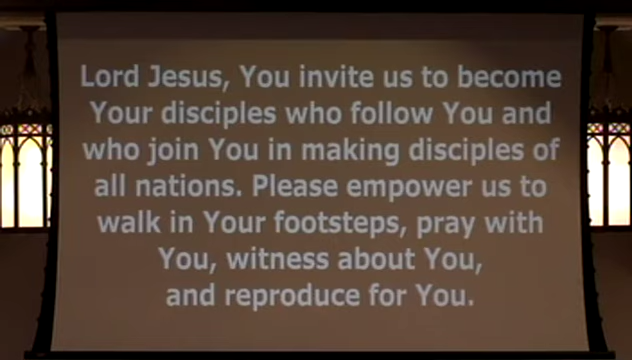 Lord Jesus, You invite us to become
Your disciples who follow You and
who join You in making disciples of
all nations. Please empower us to
walk in Your footsteps, pray with
You, witness about You,
and reproduce for You.